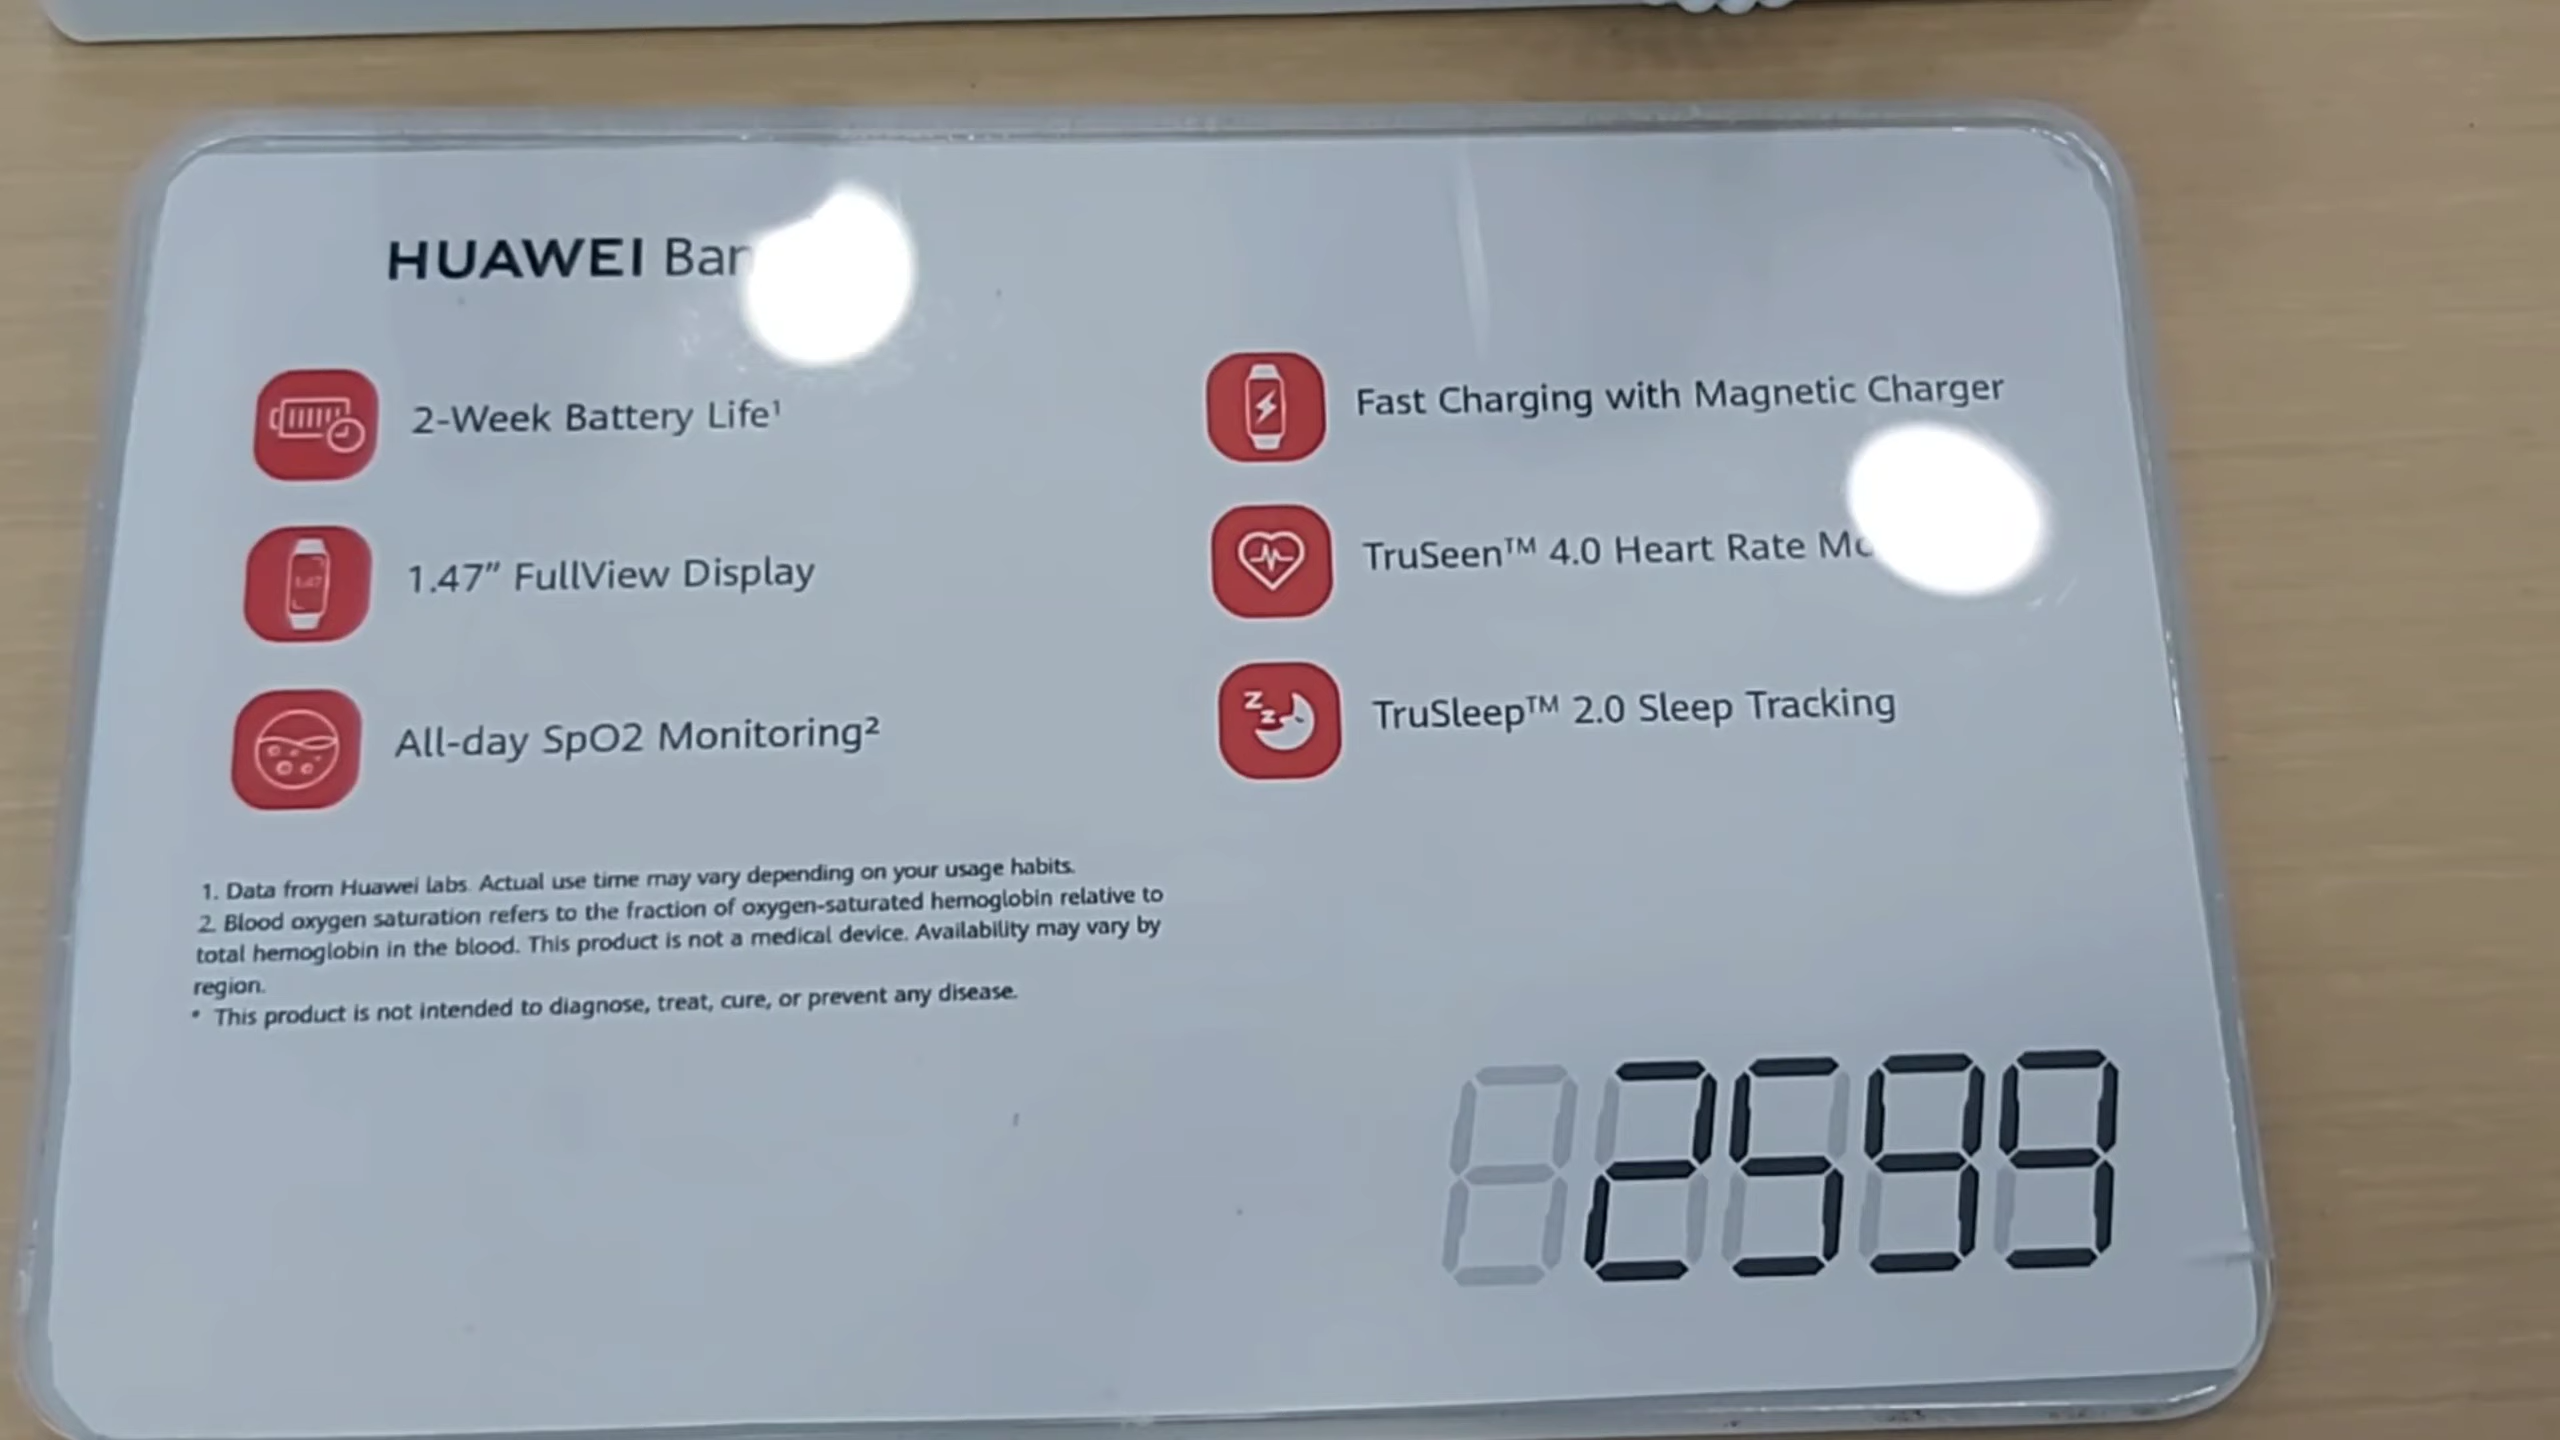 HUAWEI
2-Week Battery Life¹
1.47” FullView Display
All-day SpO2 Monitoring²
Fast Charging with Magnetic Charger
TruSeen™ 4.0 Heart Rate
TruSleep™ 2.0 Sleep Tracking
1. Data from Huawei labs. Actual use time may vary depending on your usage habits.
2. Blood oxygen saturation refers to the fraction of oxygen-saturated hemoglobin relative to
total hemoglobin in the blood. This product is not a medical device. Availability may vary by
region.
* This product is not intended to diagnose, treat, cure, or prevent any disease.
2599